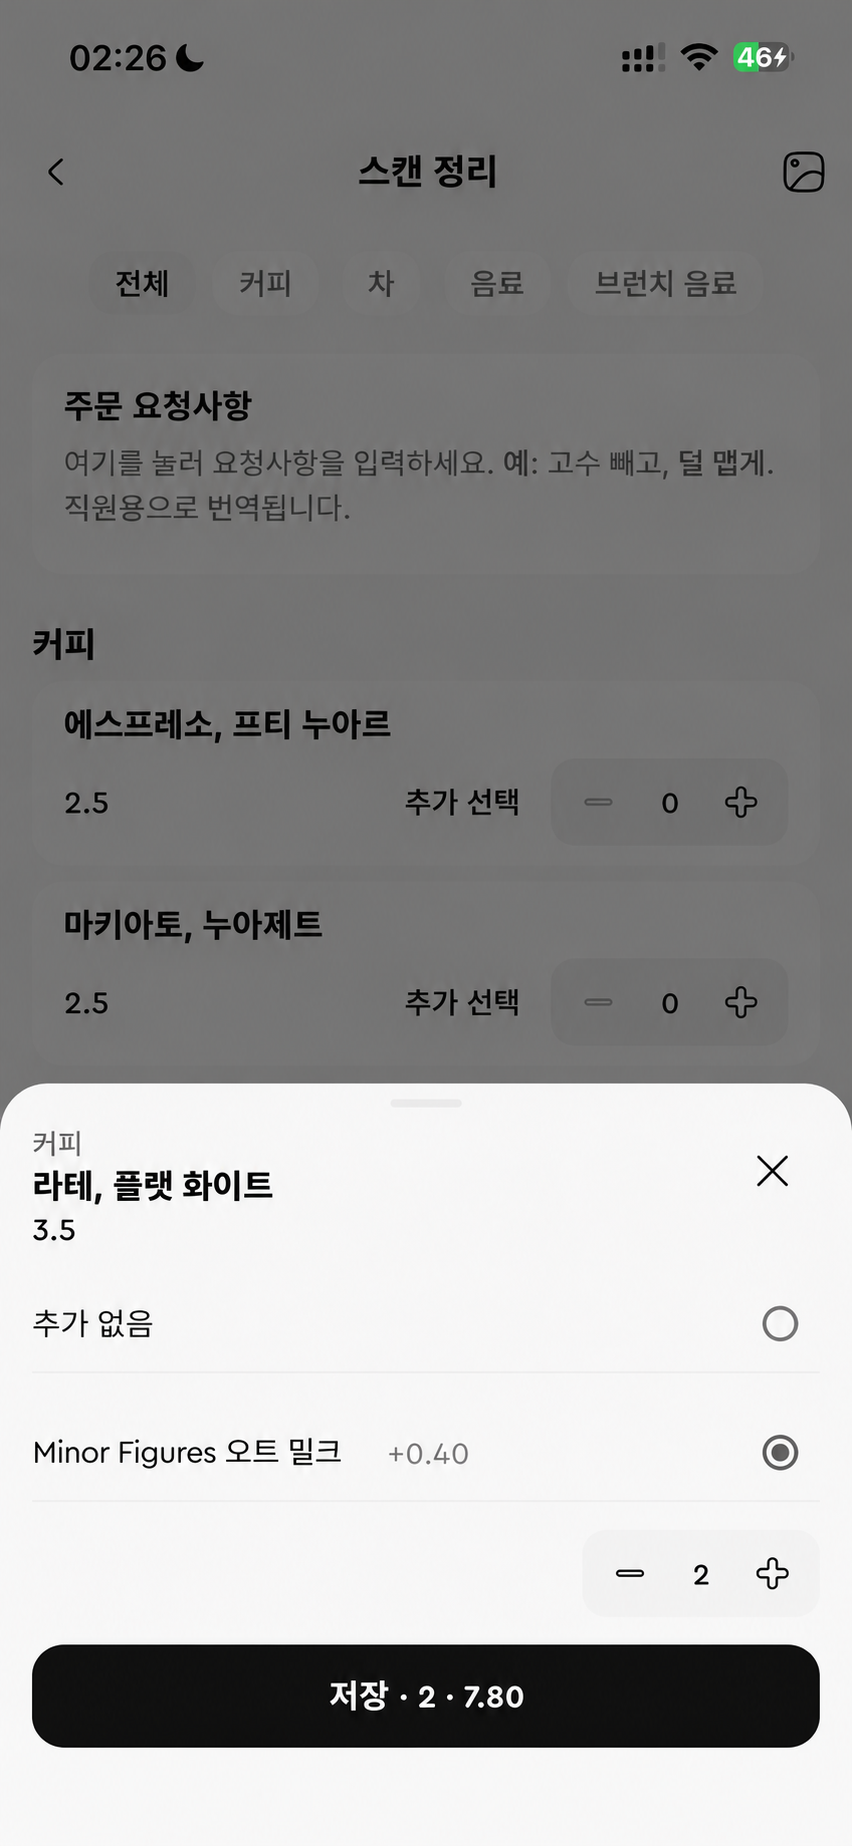 02:26
46
스캔 정리
전체
커피
차
음료
브런치 음료
주문 요청사항
여기를 눌러 요청사항을 입력하세요. 예: 고수 빼고, 덜 맵게.
직원용으로 번역됩니다.
커피
에스프레소, 프티 누아르
2.5
추가 선택
0
마키아토, 누아제트
2.5
추가 선택
0
커피
라테, 플랫 화이트
3.5
추가 없음
Minor Figures 오트 밀크 +0.40
2
저장 · 2 · 7.80